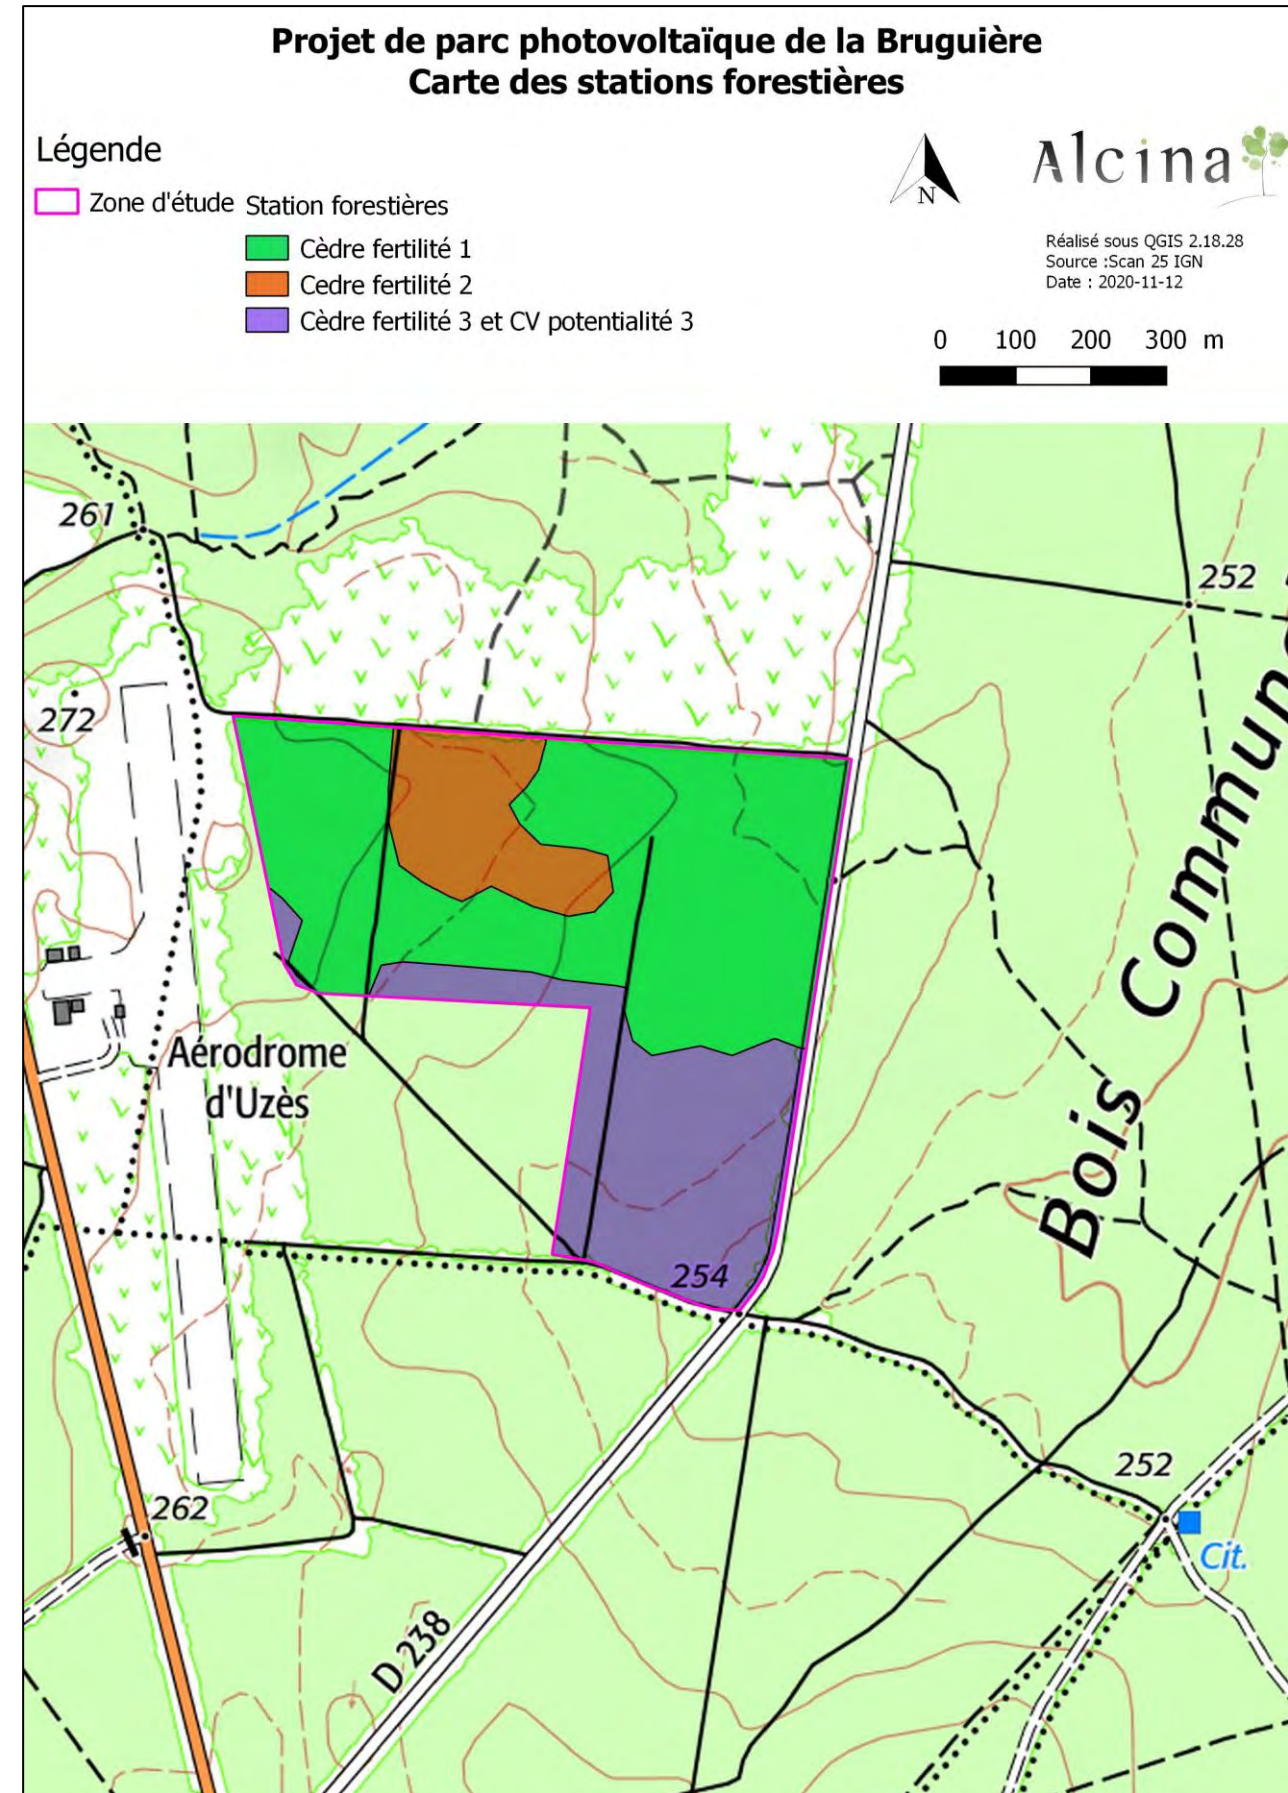 Projet de parc photovoltaïque de la Bruguière
Carte des stations forestières
Légende
Zone d'étude
Station forestières
Cèdre fertilité 1
Cedre fertilité 2
Cèdre fertilité 3 et CV potentialité 3
N
Alcina
Réalisé sous QGIS 2.18.28
Source :Scan 25 IGN
Date : 2020-11-12
0 100 200 300 m
261
252
272
Bois Commun
Aérodrome
d'Uzès
254
252
262
Cit.
D 238